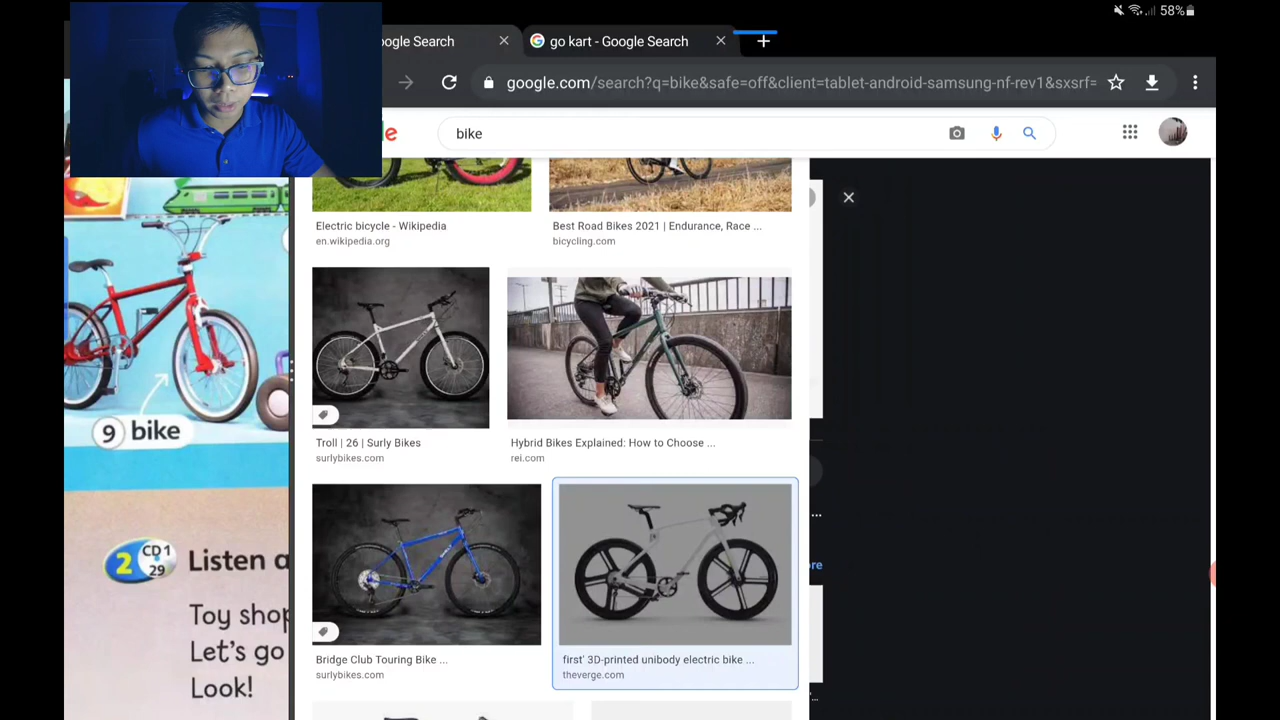 58%
oogle Search
go kart - Google Search
google.com/search?q=bike&safe=off&client=tablet-android-samsung-nf-rev1&sxsrf=
le
bike
Electric bicycle - Wikipedia
en.wikipedia.org
Best Road Bikes 2021 | Endurance, Race ...
bicycling.com
Troll | 26 | Surly Bikes
surlybikes.com
Hybrid Bikes Explained: How to Choose ...
rei.com
Bridge Club Touring Bike ...
surlybikes.com
first' 3D-printed unibody electric bike ...
theverge.com
...
ore
9 bike
2 CD1 29 Listen a
Toy shop
Let's go
Look!